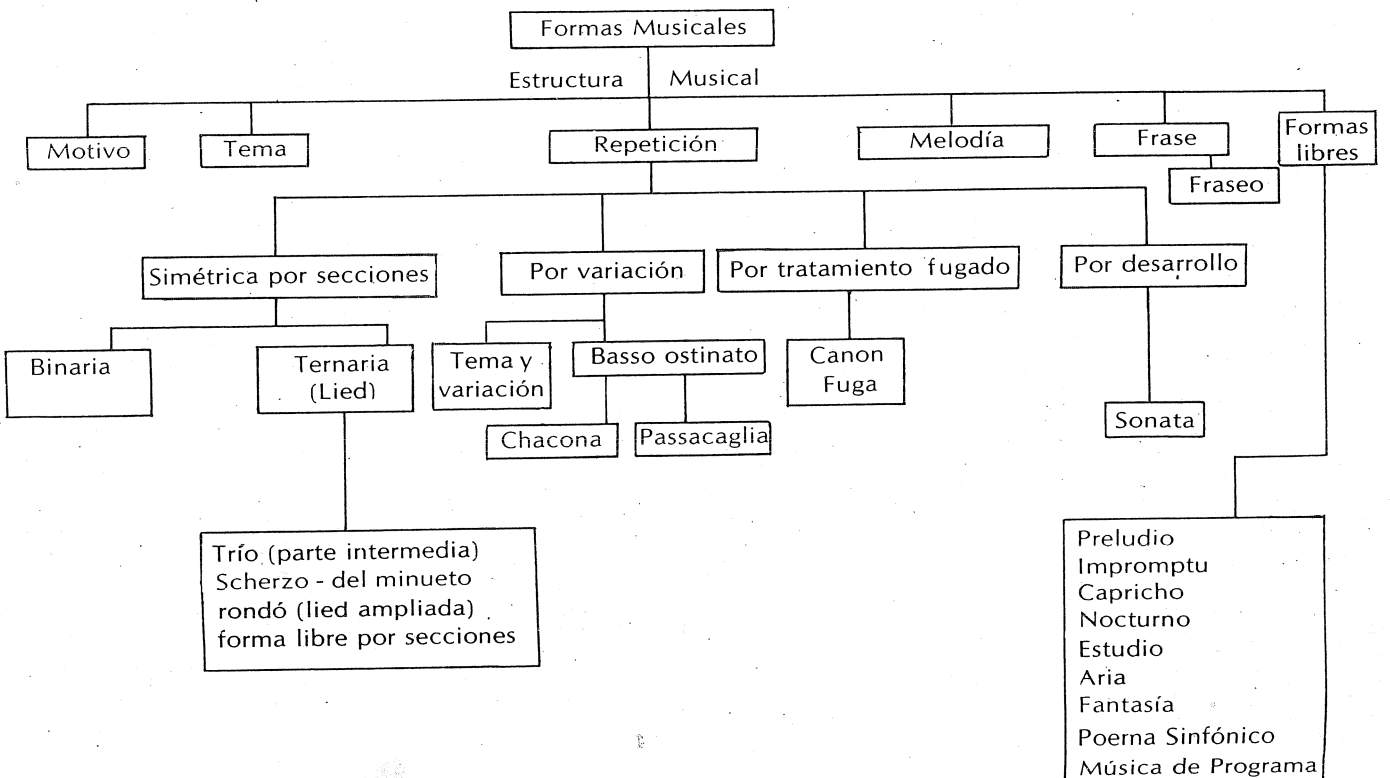 Formas Musicales
Estructura Musical
Motivo
Tema
Repetición
Melodía
Frase
Formas
libres
Fraseo
Simétrica por secciones
Por variación
Por tratamiento fugado
Por desarrollo
Binaria
Ternaria
(Lied)
Tema y
variación
Basso ostinato
Canon
Fuga
Chacona
Passacaglia
Sonata
Trío (parte intermedia)
Scherzo - del minueto
rondó (lied ampliada)
forma libre por secciones
Preludio
Impromptu
Capricho
Nocturno
Estudio
Aria
Fantasía
Poema Sinfónico
Música de Programa